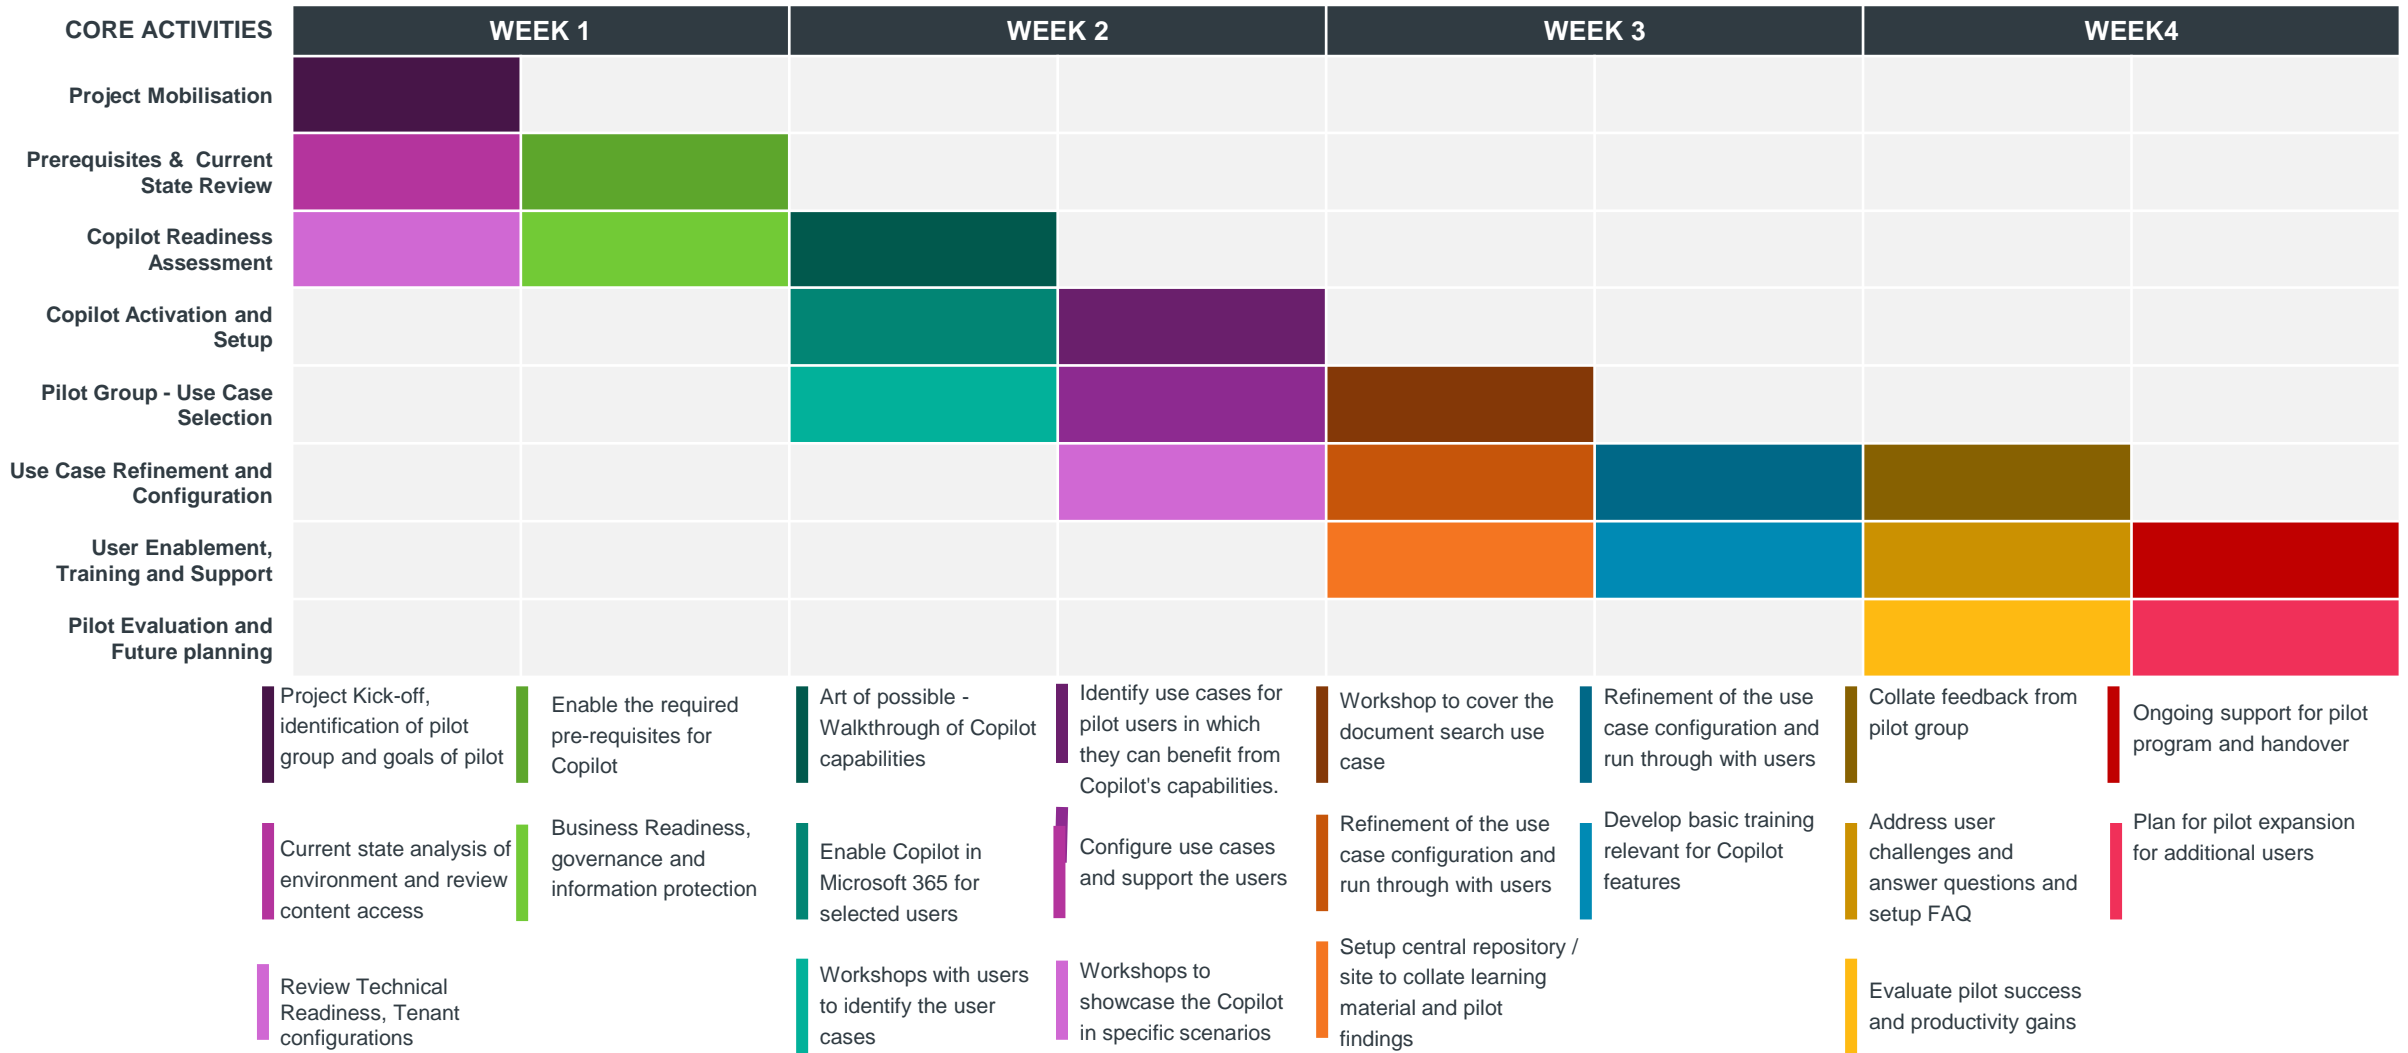 CORE ACTIVITIES
WEEK 1
WEEK 2
WEEK 3
WEEK4
Project Mobilisation
Prerequisites & Current
State Review
Copilot Readiness
Assessment
Copilot Activation and
Setup
Pilot Group - Use Case
Selection
Use Case Refinement and
Configuration
User Enablement,
Training and Support
Pilot Evaluation and
Future planning
Project Kick-off,
identification of pilot
group and goals of pilot
Current state analysis of
environment and review
content access
Review Technical
Readiness, Tenant
configurations
Enable the required
pre-requisites for
Copilot
Business Readiness,
governance and
information protection
Art of possible -
Walkthrough of Copilot
capabilities
Enable Copilot in
Microsoft 365 for
selected users
Workshops with users
to identify the user
cases
Identify use cases for
pilot users in which
they can benefit from
Copilot's capabilities.
Configure use cases
and support the users
Workshops to
showcase the Copilot
in specific scenarios
Workshop to cover the
document search use
case
Refinement of the use
case configuration and
run through with users
Setup central repository /
site to collate learning
material and pilot
findings
Refinement of the use
case configuration and
run through with users
Develop basic training
relevant for Copilot
features
Collate feedback from
pilot group
Address user
challenges and
answer questions and
setup FAQ
Evaluate pilot success
and productivity gains
Ongoing support for pilot
program and handover
Plan for pilot expansion
for additional users